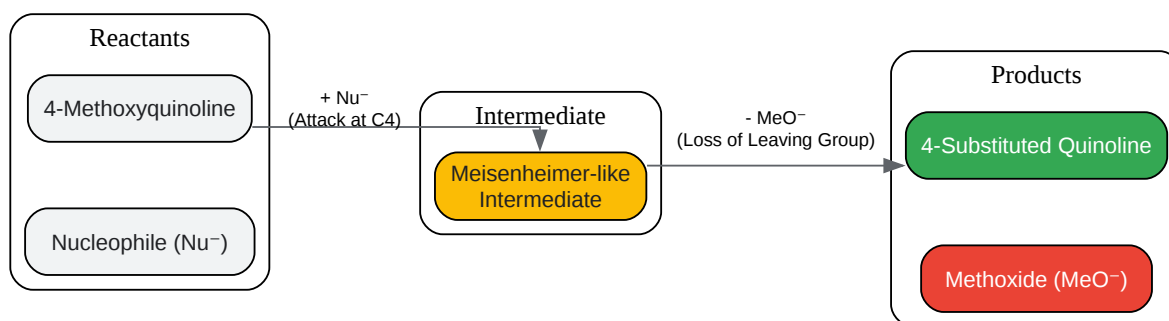 Reactants
4-Methoxyquinoline
Nucleophile (Nu⁻)
+ Nu⁻
(Attack at C4)
Intermediate
Meisenheimer-like
Intermediate
- MeO⁻
(Loss of Leaving Group)
Products
4-Substituted Quinoline
Methoxide (MeO⁻)